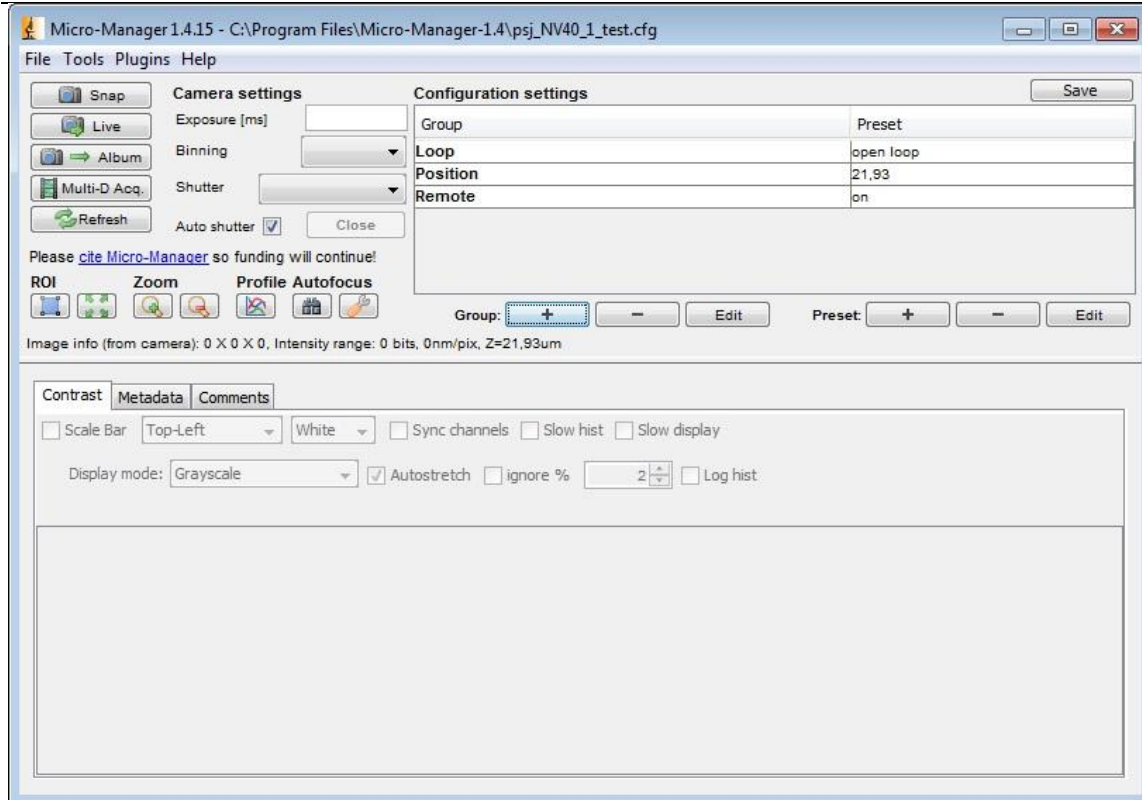 Micro-Manager 1.4.15 - C:\Program Files\Micro-Manager-1.4\psj_NV40_1_test.cfg
File Tools Plugins Help
Snap
Live
Album
Multi-D Acq.
Refresh
Camera settings
Exposure [ms]
Binning
Shutter
Auto shutter
Close
Please cite Micro-Manager so funding will continue!
ROI Zoom Profile Autofocus
Configuration settings
Save
Group Preset
Loop open loop
Position 21,93
Remote on
Group: + - Edit Preset: + - Edit
Image info (from camera): 0 X 0 X 0, Intensity range: 0 bits, 0nm/pix, Z=21,93um
Contrast Metadata Comments
Scale Bar Top-Left White Sync channels Slow hist Slow display
Display mode: Grayscale Autostretch ignore % 2 Log hist